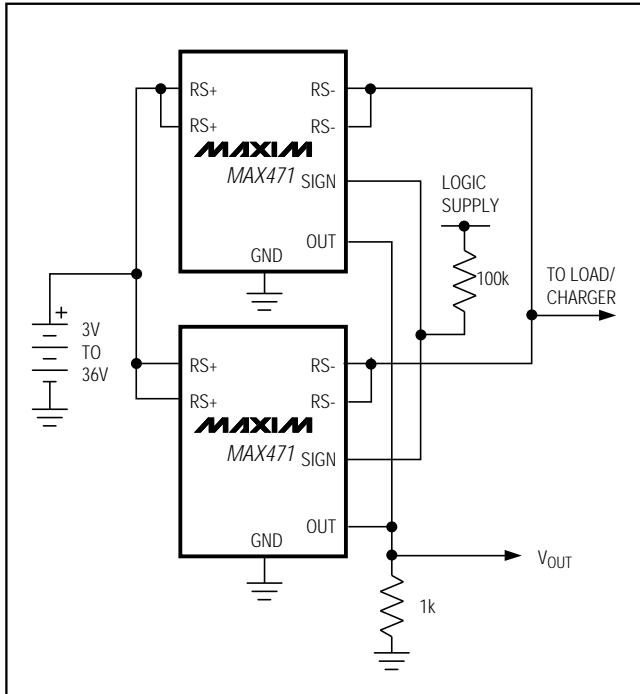 RS+
RS-
RS+
RS-
MAXIM
MAX471
SIGN
LOGIC
SUPPLY
OUT
GND
100k
TO LOAD/
CHARGER
+
3V
TO
36V
RS+
RS-
RS+
RS-
MAXIM
MAX471
SIGN
OUT
GND
VOUT
1k